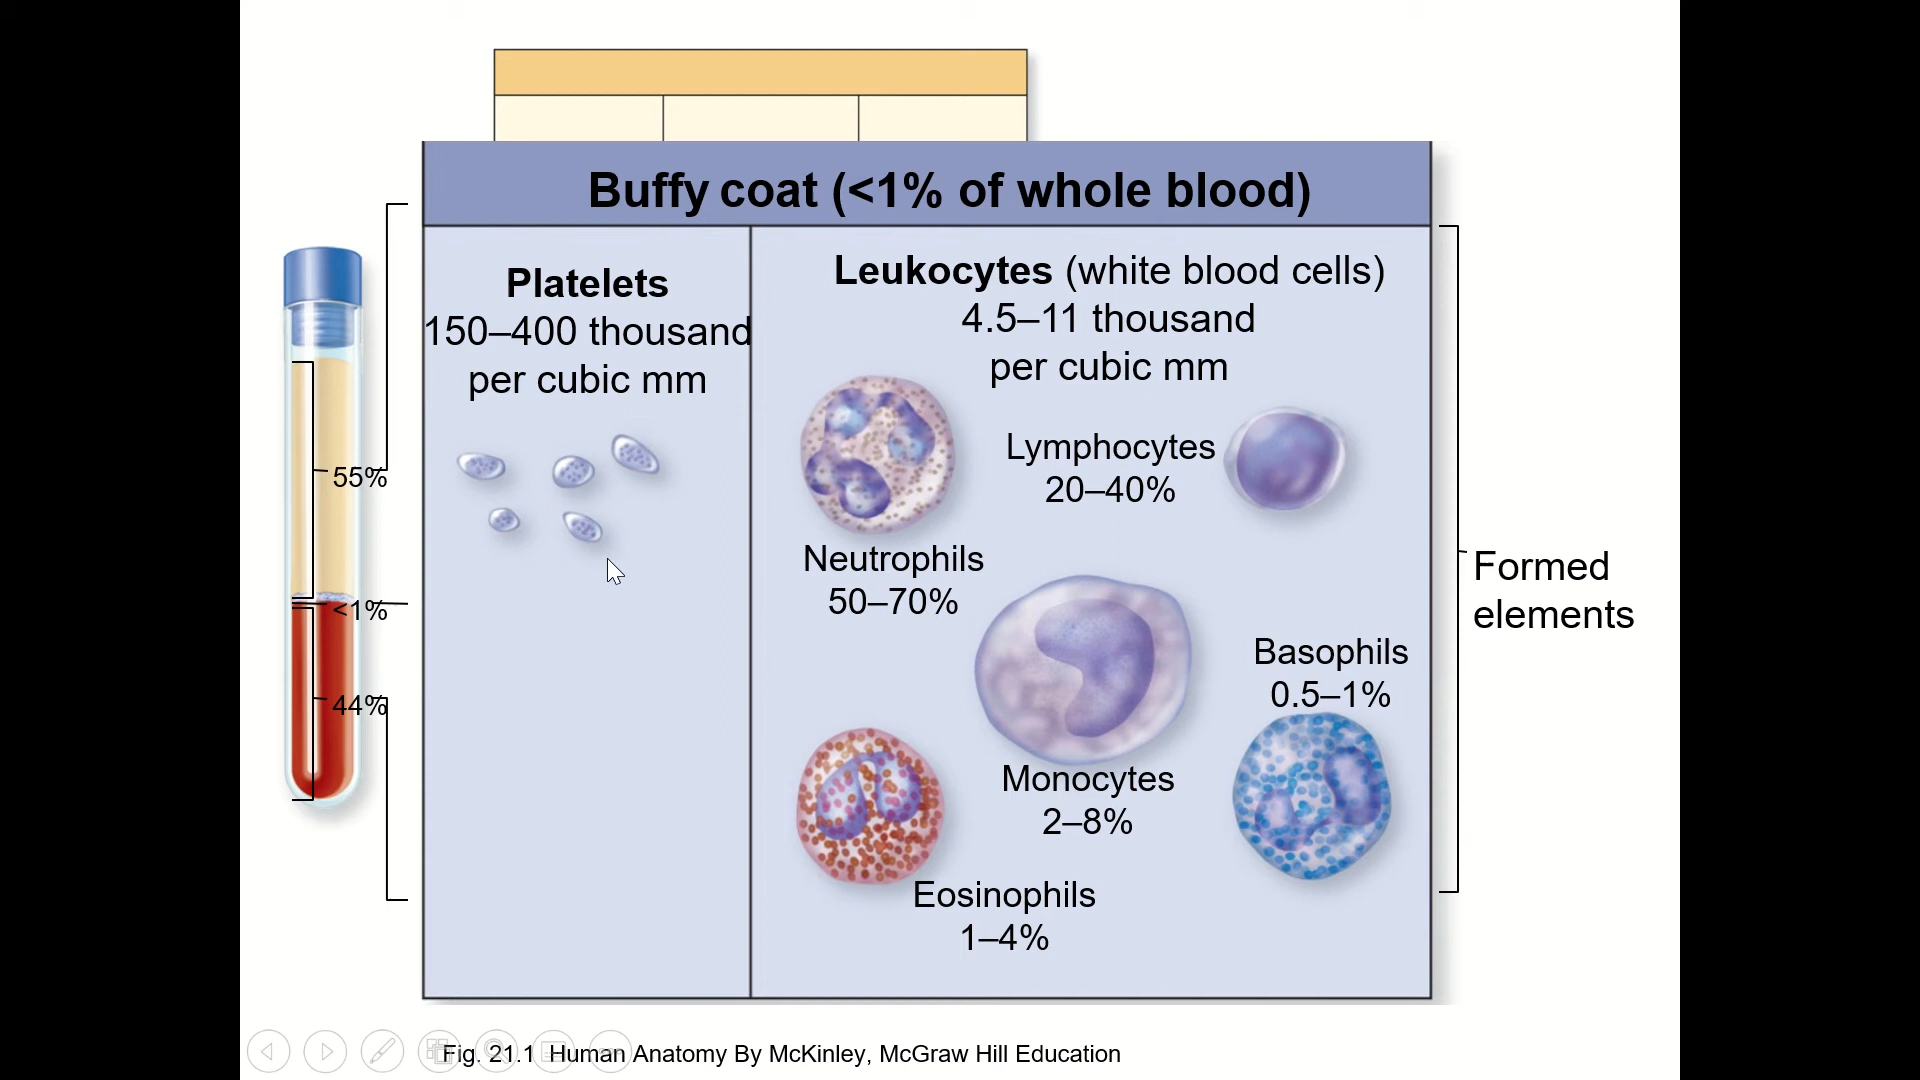 Buffy coat (<1% of whole blood)
Platelets
150–400 thousand
per cubic mm
Leukocytes (white blood cells)
4.5–11 thousand
per cubic mm
Lymphocytes
20–40%
Neutrophils
50–70%
Basophils
0.5–1%
Monocytes
2–8%
Eosinophils
1–4%
55%
<1%
44%
Formed
elements
Fig. 21.1 Human Anatomy By McKinley, McGraw Hill Education